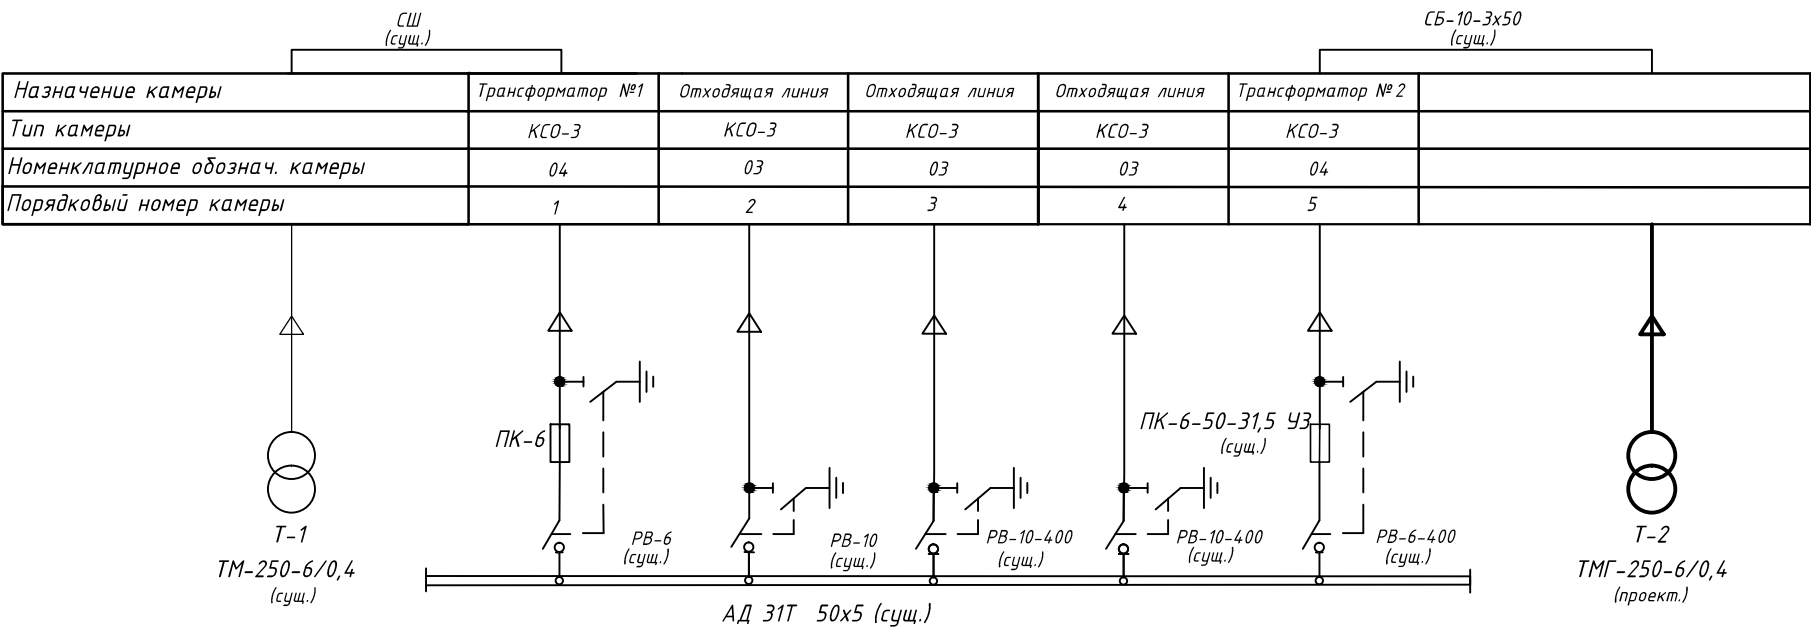 СШ
(сущ.)
СБ-10-3х50
(сущ.)
Назначение камеры Трансформатор №1 Отходящая линия Отходящая линия Отходящая линия Трансформатор №2
Тип камеры КСО-3 КСО-3 КСО-3 КСО-3 КСО-3
Номенклатурное обознач. камеры 04 03 03 03 04
Порядковый номер камеры 1 2 3 4 5
ПК-6
ПК-6-50-31,5 У3
(сущ.)
Т-1
ТМ-250-6/0,4
(сущ.)
РВ-6
(сущ.)
РВ-10
(сущ.)
РВ-10-400
(сущ.)
РВ-10-400
(сущ.)
РВ-6-400
(сущ.)
Т-2
ТМГ-250-6/0,4
(проект.)
АД 31Т 50х5 (сущ.)